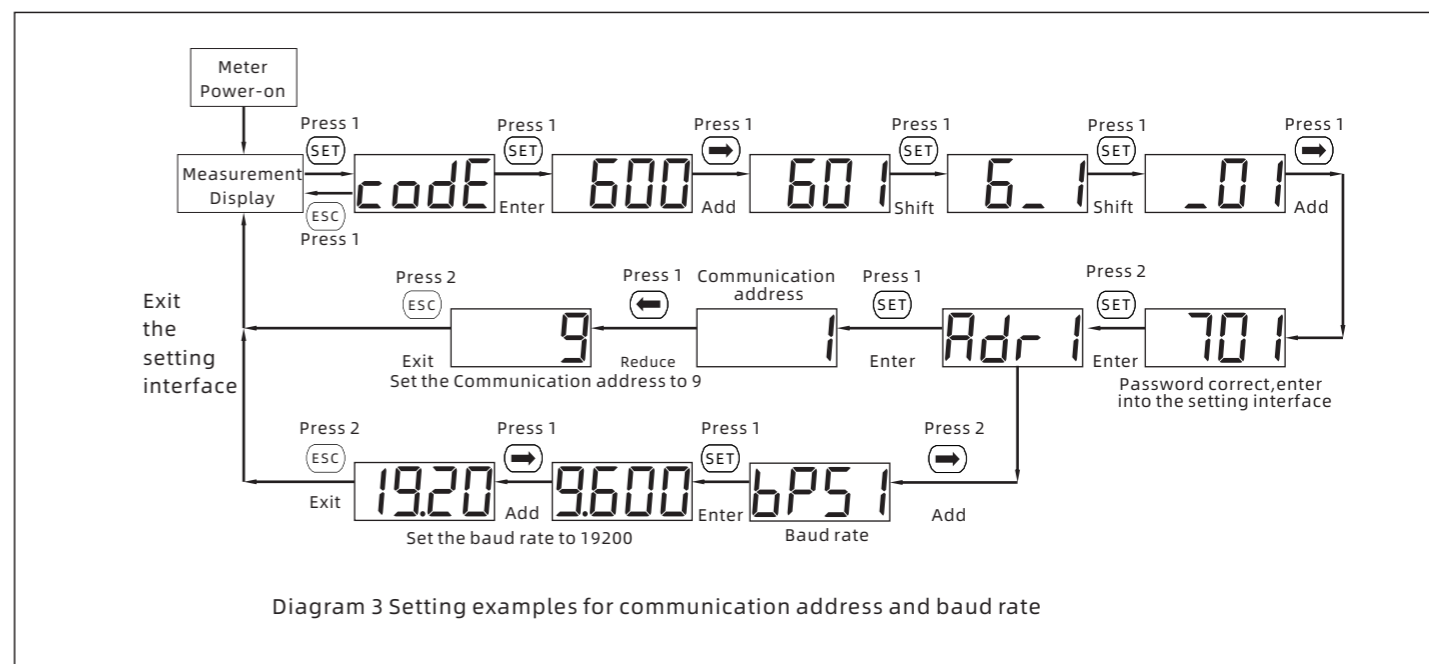 Meter
Power-on
Press 1
SET
Press 1
SET
Press 1
Press 1
SET
Press 1
SET
Press 1
Measurement
Display
codE
Enter
600
Add
601
Shift
6_1
Shift
_01
Add
ESC
Press 1
Exit
the
setting
interface
Press 2
ESC
Press 1
Communication
address
Press 1
SET
Press 2
SET
9
1
Adr1
701
Exit
Reduce
Enter
Enter
Set the Communication address to 9
Password correct,enter
into the setting interface
Press 2
ESC
Press 1
Press 1
SET
Press 2
19.20
9.600
bPS1
Exit
Add
Enter
Add
Set the baud rate to 19200
Baud rate
Diagram 3 Setting examples for communication address and baud rate